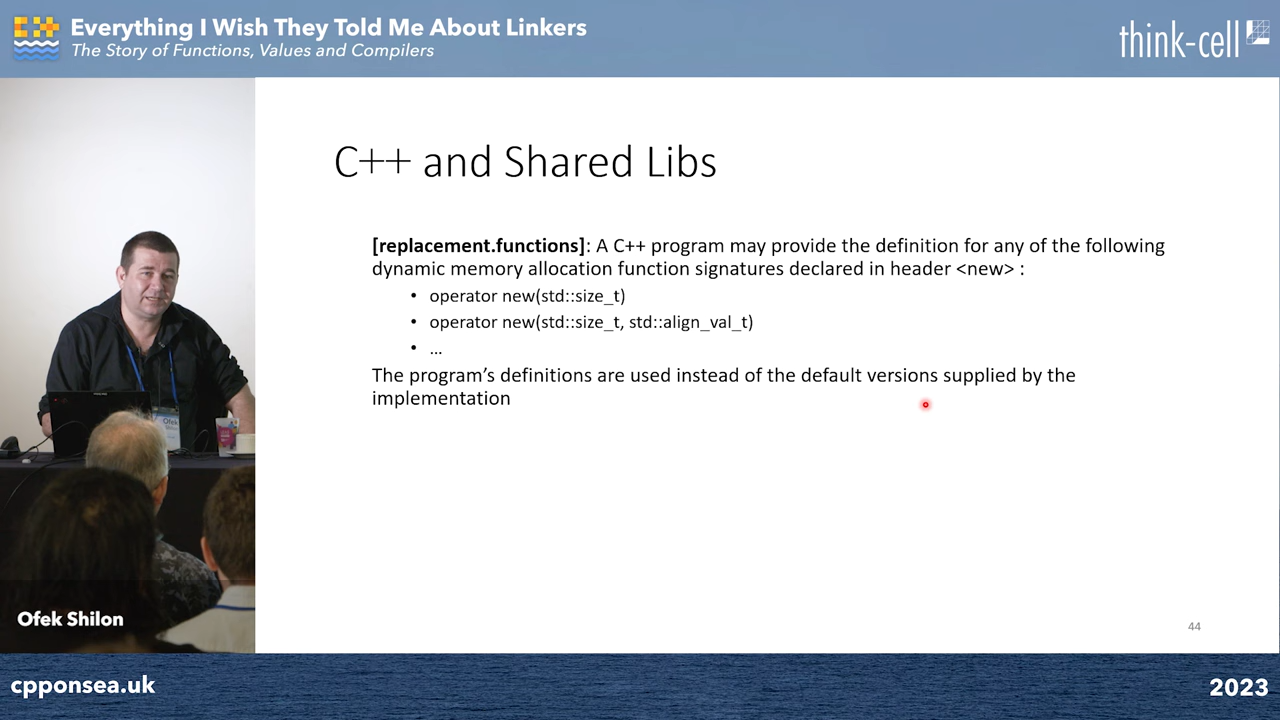 Everything I Wish They Told Me About Linkers
The Story of Functions, Values and Compilers
think-cell
C++ and Shared Libs
[replacement.functions]: A C++ program may provide the definition for any of the following
dynamic memory allocation function signatures declared in header <new> :
• operator new(std::size_t)
• operator new(std::size_t, std::align_val_t)
• ...
The program’s definitions are used instead of the default versions supplied by the
implementation
Ofek
Ofek Shilon
44
cpponsea.uk
2023